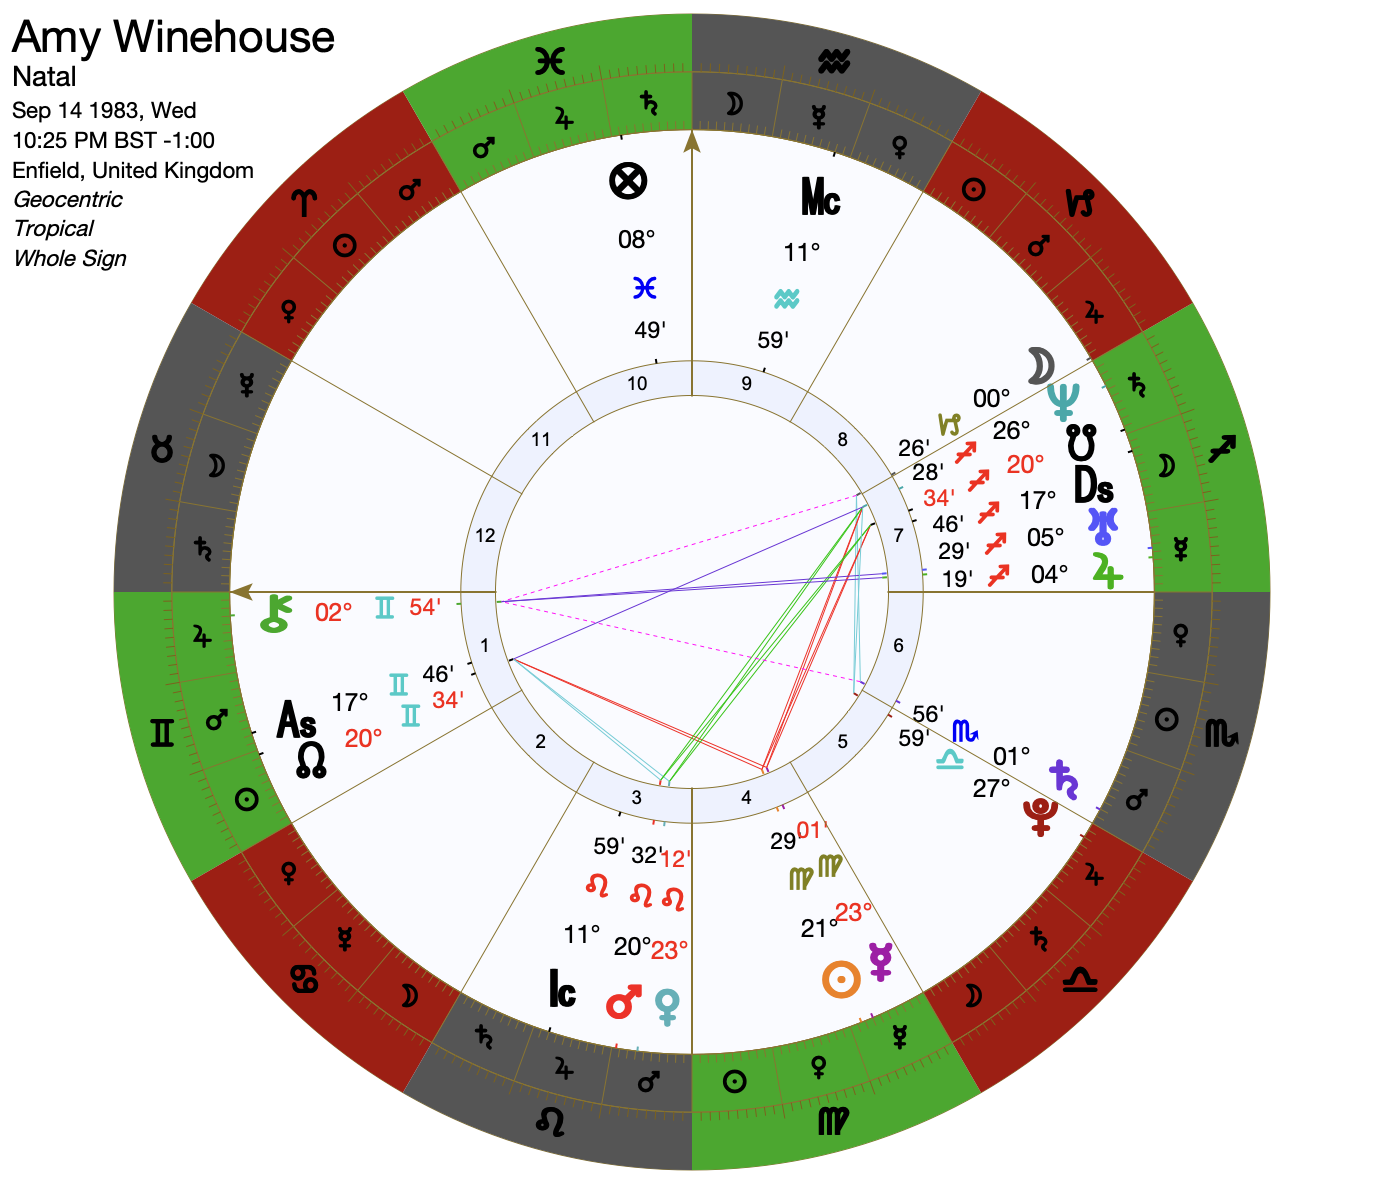 Amy Winehouse
Natal
Sep 14 1983, Wed
10:25 PM BST -1:00
Enfield, United Kingdom
Geocentric
Tropical
Whole Sign
♓ ♒
♂ ♃ ♄ ☽ ☿ ♀
♈ ♑
♂ ☉ ♀ ☉ ♂ ♃
♉ ♐
☿ ☽ ♄ ♄ ☽ ☿
♊ ♏
♃ ♂ ☉ ♀ ☉ ♂
♋ ♎
♀ ☿ ☽ ♃ ♄ ☽
♌ ♍
♄ ♃ ♂ ☉ ♀ ☿
⊗ 08° ♓ 49'
Mc 11° ♒ 59'
☽ 00° ♑ 26'
♆ 26° ♐ 28'
☋ 20° ♐ 34'
Ds 17° ♐ 46'
♅ 05° ♐ 29'
♃ 04° ♐ 19'
♄ 01° ♏ 56'
♇ 27° ♎ 59'
☿ 23° ♍ 01'
☉ 21° ♍ 29'
♀ 23° ♌ 12'
♂ 20° ♌ 32'
Ic 11° ♌ 59'
☊ 20° ♊ 34'
As 17° ♊ 46'
⚷ 02° ♊ 54'
1
2
3
4
5
6
7
8
9
10
11
12